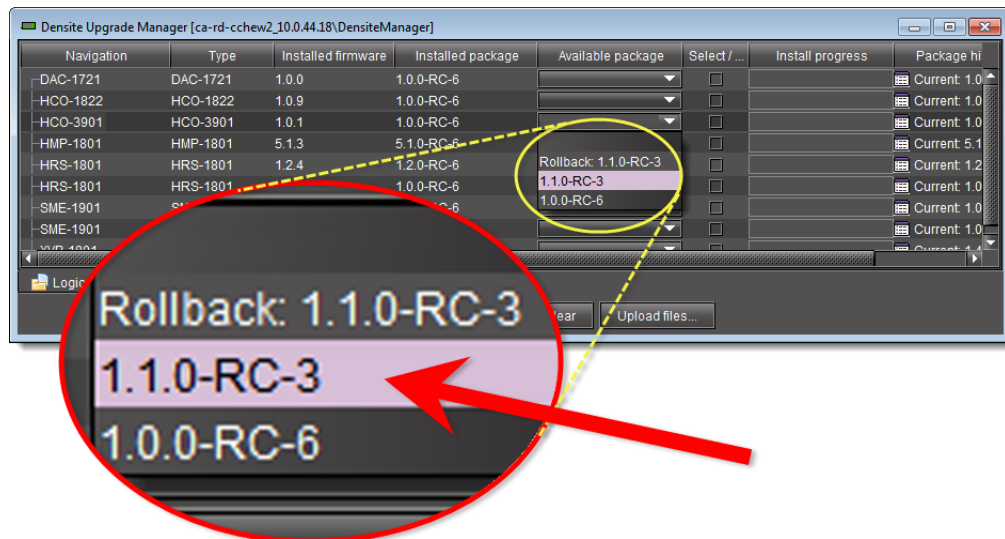 Densite Upgrade Manager [ca-rd-cchew2_10.0.44.18\DensiteManager]
Navigation Type Installed firmware Installed package Available package Select /... Install progress Package hi
DAC-1721 DAC-1721 1.0.0 1.0.0-RC-6 Current: 1.0
HCO-1822 HCO-1822 1.0.9 1.0.0-RC-6 Current: 1.0
HCO-3901 HCO-3901 1.0.1 1.0.0-RC-6 Current: 1.0
HMP-1801 HMP-1801 5.1.3 5.1.0-RC-6 Current: 5.1
HRS-1801 HRS-1801 1.2.4 1.2.0-RC-6 Rollback: 1.1.0-RC-3 Current: 1.2
HRS-1801 HRS-1801 1.0.0-RC-6 1.1.0-RC-3 Current: 1.0
SME-1901 1.0.0-RC-6 Current: 1.0
SME-1901 Current: 1.0
Logic
ear Upload files...
Rollback: 1.1.0-RC-3
1.1.0-RC-3
1.0.0-RC-6